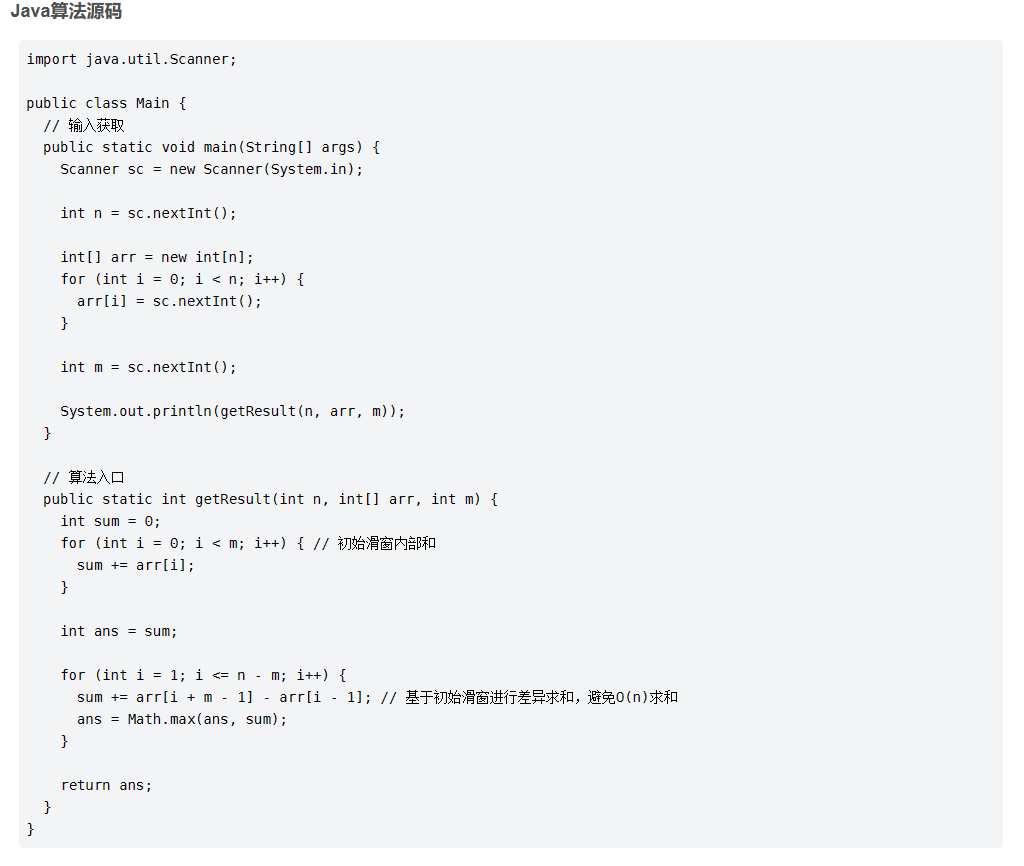 Java算法源码
import java.util.Scanner;
public class Main {
// 输入获取
public static void main(String[] args) {
Scanner sc = new Scanner(System.in);
int n = sc.nextInt();
int[] arr = new int[n];
for (int i = 0; i < n; i++) {
arr[i] = sc.nextInt();
}
int m = sc.nextInt();
System.out.println(getResult(n, arr, m));
}
// 算法入口
public static int getResult(int n, int[] arr, int m) {
int sum = 0;
for (int i = 0; i < m; i++) { // 初始滑窗内部和
sum += arr[i];
}
int ans = sum;
for (int i = 1; i <= n - m; i++) {
sum += arr[i + m - 1] - arr[i - 1]; // 基于初始滑窗进行差异求和，避免O(n)求和
ans = Math.max(ans, sum);
}
return ans;
}
}